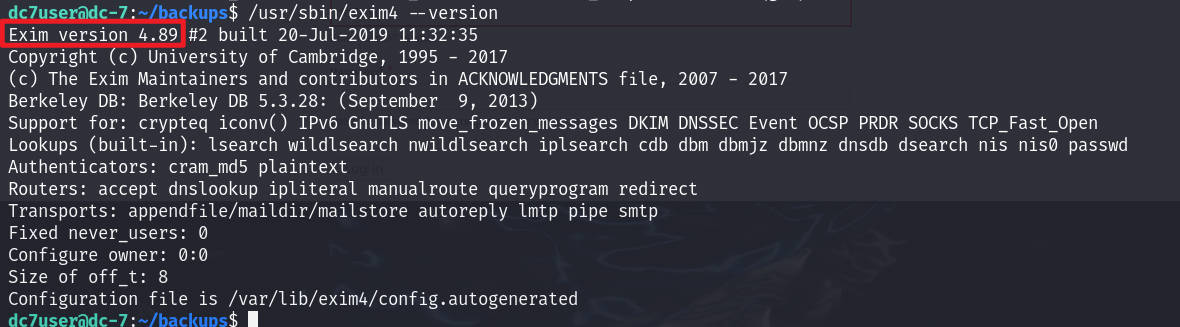 dc7user@dc-7:~/backups$ /usr/sbin/exim4 --version
Exim version 4.89 #2 built 20-Jul-2019 11:32:35
Copyright (c) University of Cambridge, 1995 - 2017
(c) The Exim Maintainers and contributors in ACKNOWLEDGMENTS file, 2007 - 2017
Berkeley DB: Berkeley DB 5.3.28: (September  9, 2013)
Support for: crypteq iconv() IPv6 GnuTLS move_frozen_messages DKIM DNSSEC Event OCSP PRDR SOCKS TCP_Fast_Open
Lookups (built-in): lsearch wildlsearch nwildlsearch iplsearch cdb dbm dbmjz dbmnz dnsdb dsearch nis nis0 passwd
Authenticators: cram_md5 plaintext
Routers: accept dnslookup ipliteral manualroute queryprogram redirect
Transports: appendfile/maildir/mailstore autoreply lmtp pipe smtp
Fixed never_users: 0
Configure owner: 0:0
Size of off_t: 8
Configuration file is /var/lib/exim4/config.autogenerated
dc7user@dc-7:~/backups$